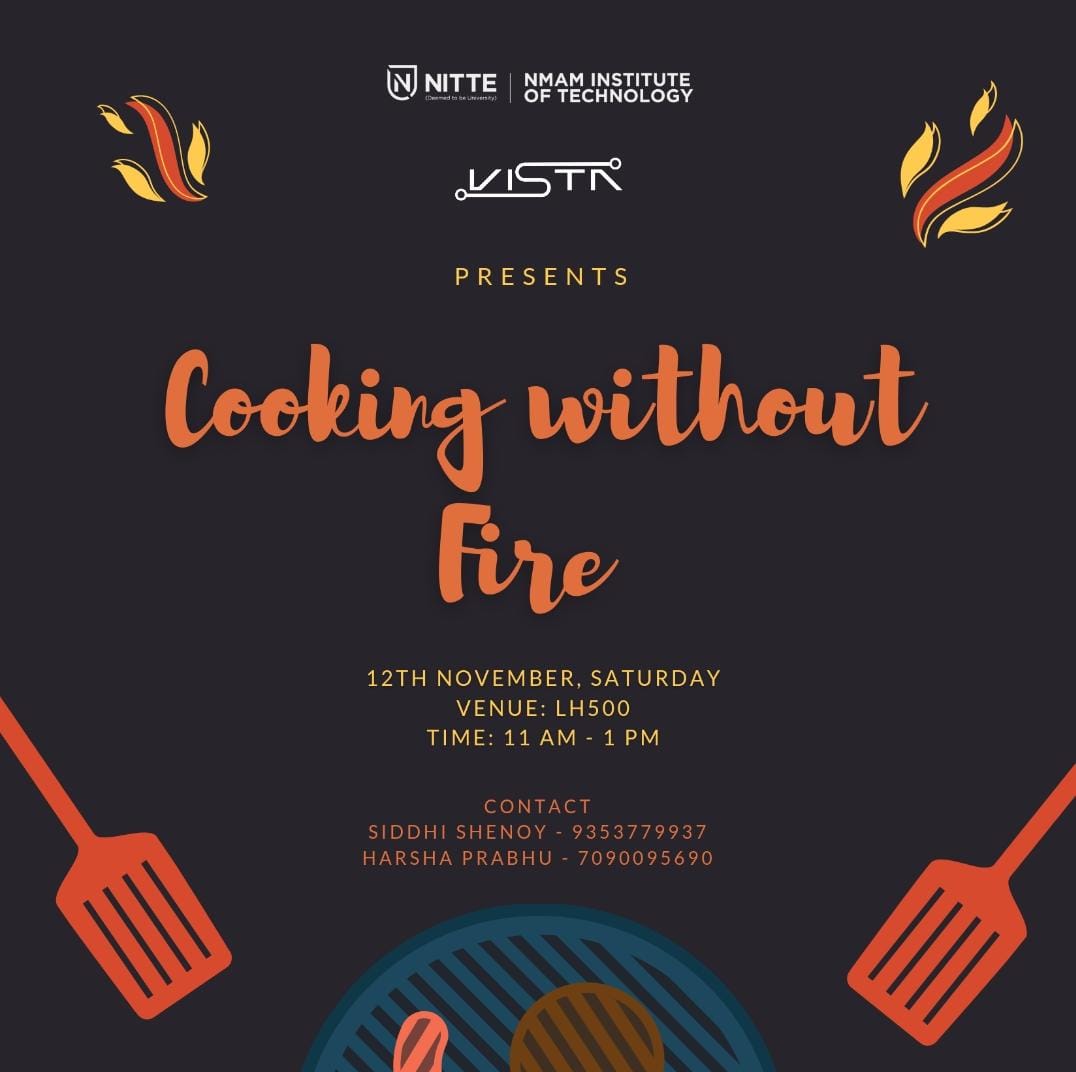 NITTE
(Deemed to be University)
NMAM INSTITUTE
OF TECHNOLOGY
VISTA
PRESENTS
Cooking without
Fire
12TH NOVEMBER, SATURDAY
VENUE: LH500
TIME: 11 AM - 1 PM
CONTACT
SIDDHI SHENOY - 9353779937
HARSHA PRABHU - 7090095690